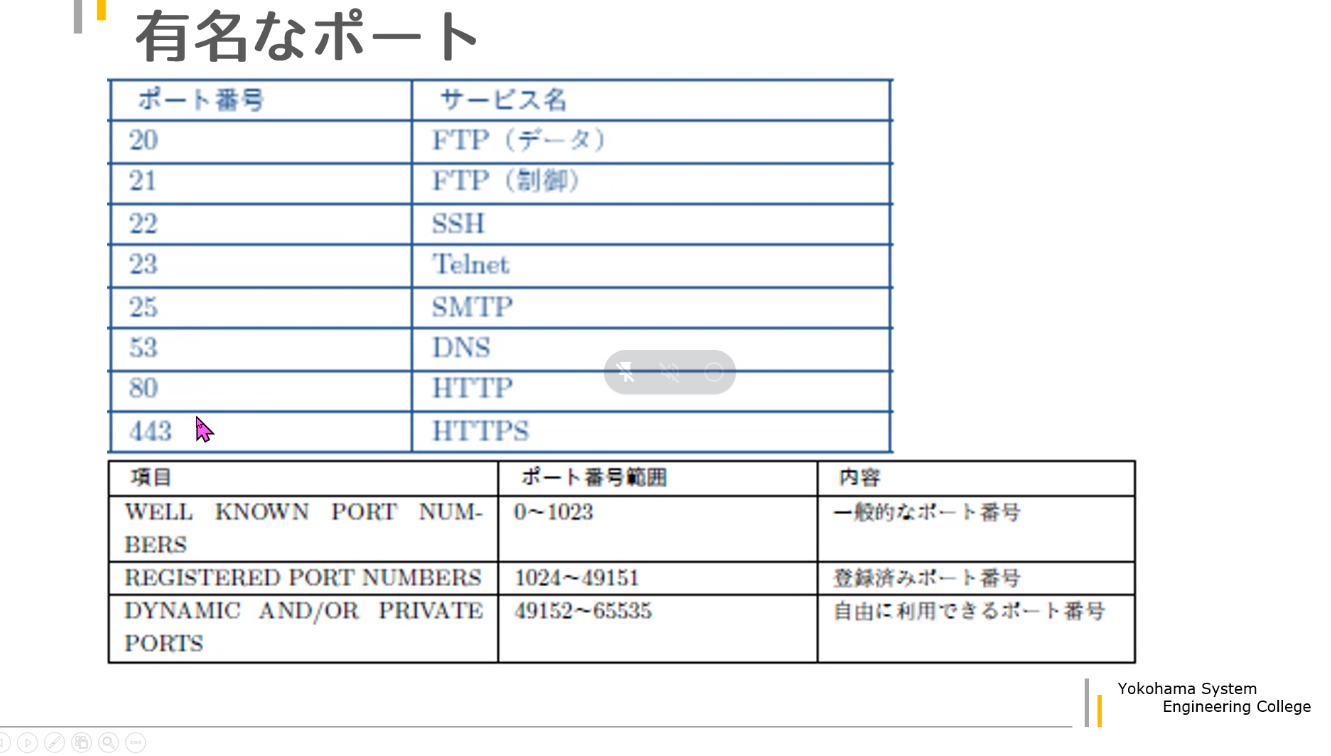 有名なポート
ポート番号 サービス名
20 FTP（データ）
21 FTP（制御）
22 SSH
23 Telnet
25 SMTP
53 DNS
80 HTTP
443 HTTPS
項目 ポート番号範囲 内容
WELL KNOWN PORT NUM- 0～1023 一般的なポート番号
BERS
REGISTERED PORT NUMBERS 1024～49151 登録済みポート番号
DYNAMIC AND/OR PRIVATE 49152～65535 自由に利用できるポート番号
PORTS
Yokohama System
Engineering College